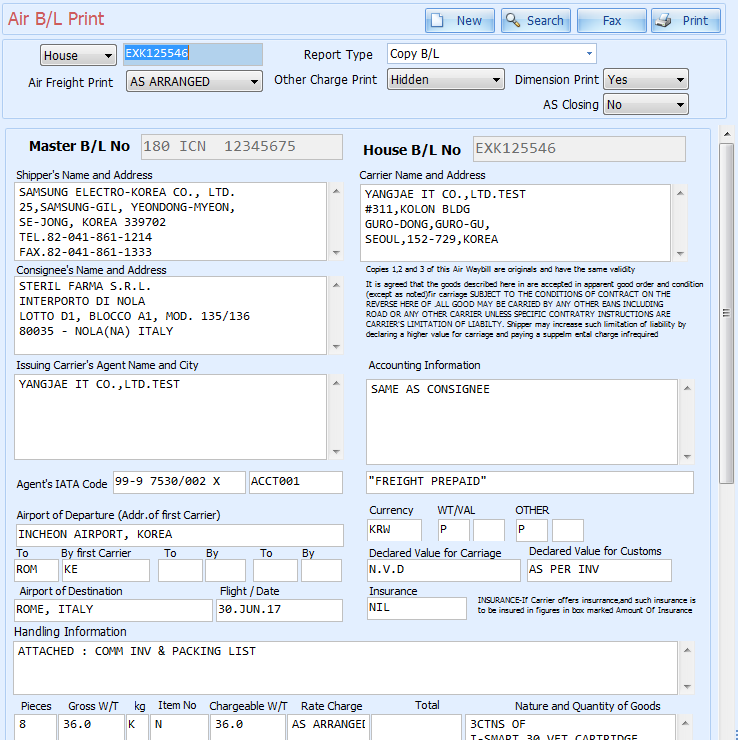 Air B/L Print
New
Search
Fax
Print
House
EXK125546
Report Type
Copy B/L
Air Freight Print
AS ARRANGED
Other Charge Print
Hidden
Dimension Print
Yes
AS Closing
No
Master B/L No
180 ICN 12345675
House B/L No
EXK125546
Shipper's Name and Address
SAMSUNG ELECTRO-KOREA CO., LTD.
25,SAMSUNG-GIL, YEONDONG-MYEON,
SE-JONG, KOREA 339702
TEL.82-041-861-1214
FAX.82-041-861-1333
Carrier Name and Address
YANGJAE IT CO.,LTD.TEST
#311,KOLON BLDG
GURO-DONG,GURO-GU,
SEOUL,152-729,KOREA
Consignee's Name and Address
STERIL FARMA S.R.L.
INTERPORTO DI NOLA
LOTTO D1, BLOCCO A1, MOD. 135/136
80035 - NOLA(NA) ITALY
Copies 1,2 and 3 of this Air Waybill are originals and have the same validity
It is agreed that the goods described here in are accepted in apparent good order and condition
(except as noted)fir carriage SUBJECT TO THE CONDITIONS OF CONTRACT ON THE
REVERSE HERE OF .ALL GOOD MAY BE CARRIED BY ANY OTHER EANS INCLUDING
ROAD OR ANY OTHER CARRIER UNLESS SPECIFIC CONTRATRY INSTRUCTIONS ARE
CARRIER'S LIMITATION OF LIABILTY. Shipper may increase such limitation of liability by
declaring a higher value for carriage and paying a suppelm ental charge infrequired
Issuing Carrier's Agent Name and City
YANGJAE IT CO.,LTD.TEST
Accounting Information
SAME AS CONSIGNEE
Agent's IATA Code
99-9 7530/002 X
ACCT001
"FREIGHT PREPAID"
Airport of Departure (Addr.of first Carrier)
INCHEON AIRPORT, KOREA
Currency
WT/VAL
OTHER
KRW
P
P
To
By first Carrier
To
By
To
By
ROM
KE
Declared Value for Carriage
Declared Value for Customs
N.V.D
AS PER INV
Airport of Destination
Flight / Date
ROME, ITALY
30.JUN.17
Insurance
NIL
INSURANCE-If Carrier offers insurrance,and such insurance is
to be insured in figures in box marked Amount Of Insurance
Handling Information
ATTACHED : COMM INV & PACKING LIST
Pieces
Gross W/T
kg
Item No
Chargeable W/T
Rate Charge
Total
Nature and Quantity of Goods
8
36.0
K
N
36.0
AS ARRANGED
3CTNS OF
I-SMART 30 VET CARTRIDGE